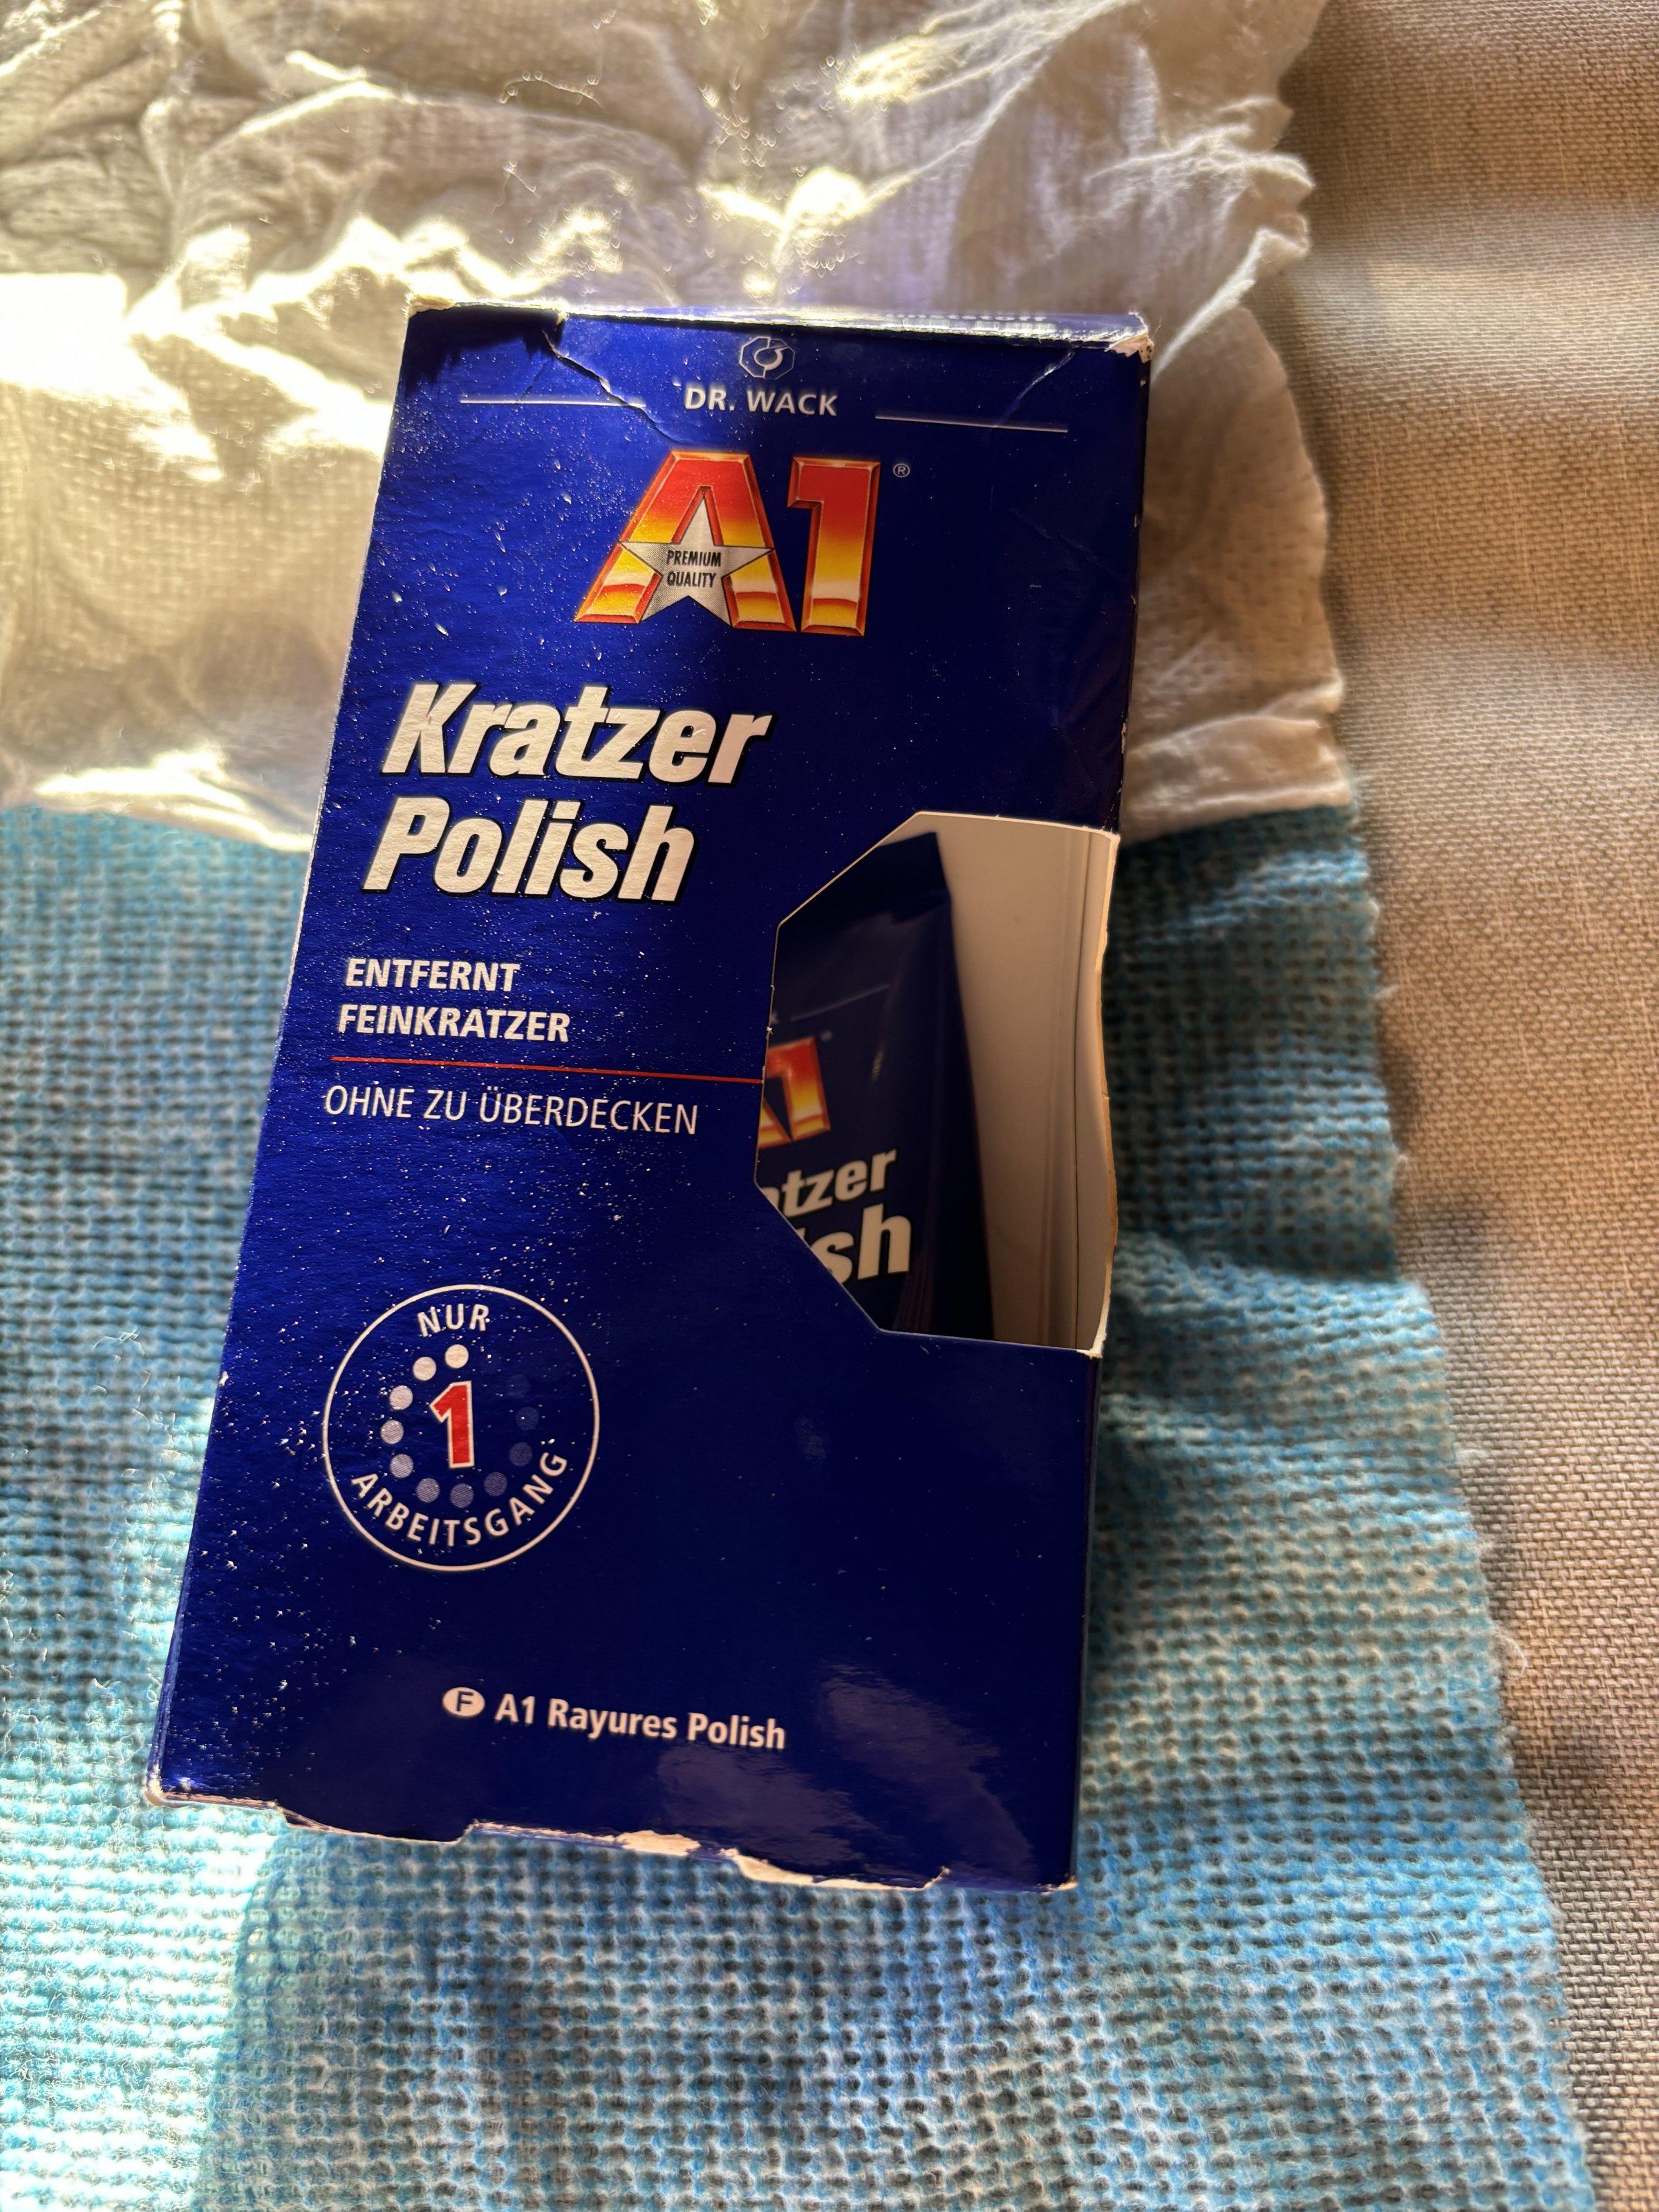 DR. WACK
A1®
PREMIUM
QUALITY
Kratzer
Polish
ENTFERNT
FEINKRATZER
OHNE ZU ÜBERDECKEN
1
tzer
sh
NUR
1
ARBEITSGANG
F A1 Rayures Polish